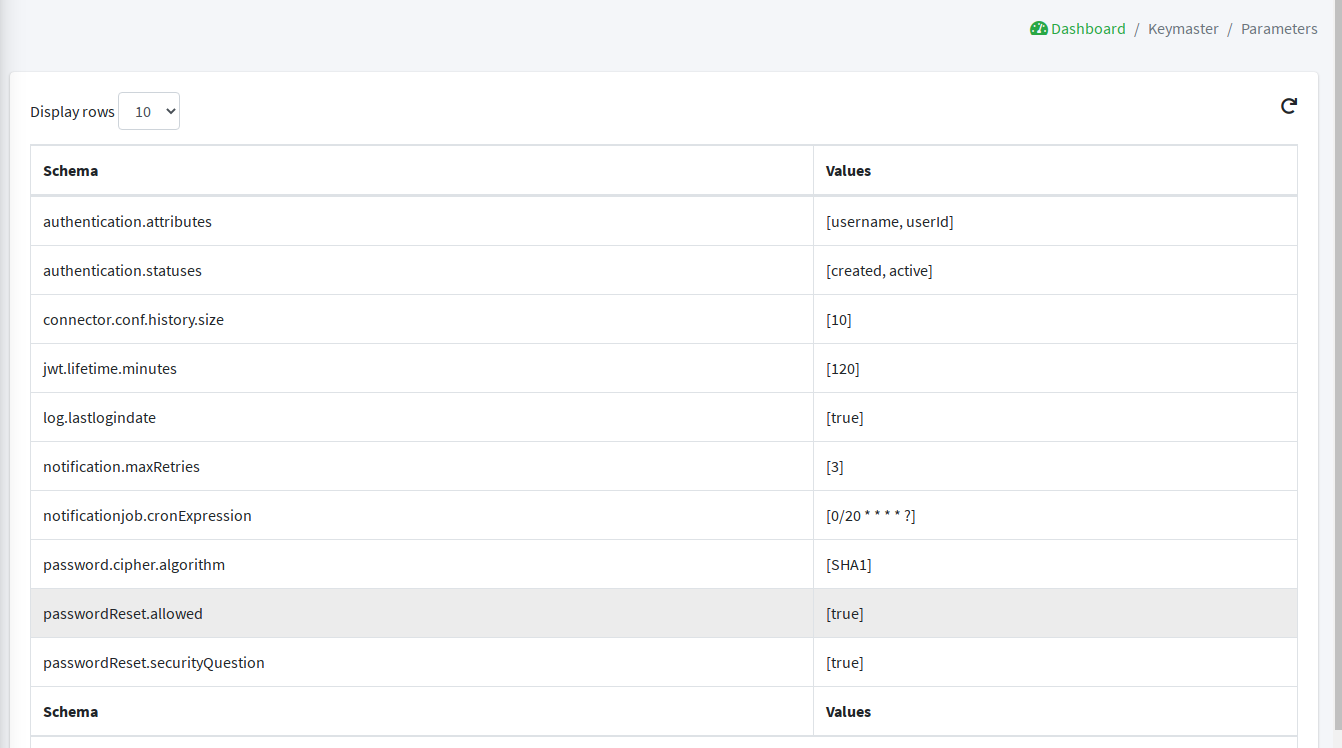 Dashboard / Keymaster / Parameters
Display rows 10
Schema Values
authentication.attributes [username, userId]
authentication.statuses [created, active]
connector.conf.history.size [10]
jwt.lifetime.minutes [120]
log.lastlogindate [true]
notification.maxRetries [3]
notificationjob.cronExpression [0/20 * * * * ?]
password.cipher.algorithm [SHA1]
passwordReset.allowed [true]
passwordReset.securityQuestion [true]
Schema Values